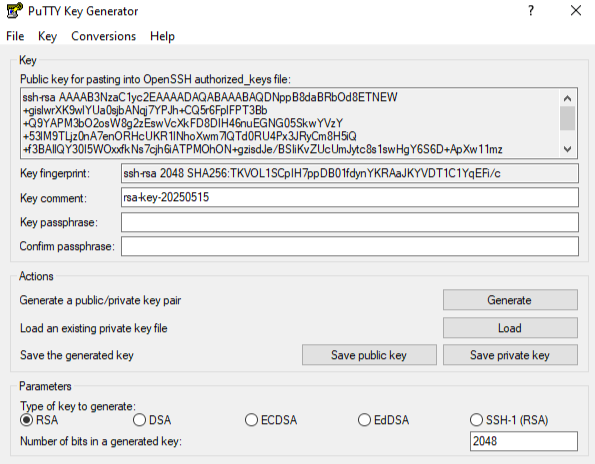 PuTTY Key Generator
File Key Conversions Help
Key
Public key for pasting into OpenSSH authorized_keys file:
ssh-rsa AAAAB3NzaC1yc2EAAAADAQABAAABAQDNppB8daBRbOd8ETNEW
+gislwrXK9wlYUa0sjbANqj7YPJh+CQ5r6FpIFPT3Bb
+Q9YAPM3bO2osW8g2zEswVcXkFD8DIH46nuEGNG05SkwYVzY
+53IM9TLjz0nA7enORHcUKR1INhoXwm7lQTd0RU4Px3JRyCm8H5iQ
+f3BAllQY30I5WOxxfkNs7cjh6iATPMOhON+gzisdJe/BSIiKvZUcUmJytc8s1swHgY6S6D+ApXw11mz
Key fingerprint: ssh-rsa 2048 SHA256:TKVOL1SCpIH7ppDB01fdynYKRAaJKYVDT1C1YqEFi/c
Key comment: rsa-key-20250515
Key passphrase:
Confirm passphrase:
Actions
Generate a public/private key pair Generate
Load an existing private key file Load
Save the generated key Save public key Save private key
Parameters
Type of key to generate:
RSA DSA ECDSA EdDSA SSH-1 (RSA)
Number of bits in a generated key: 2048